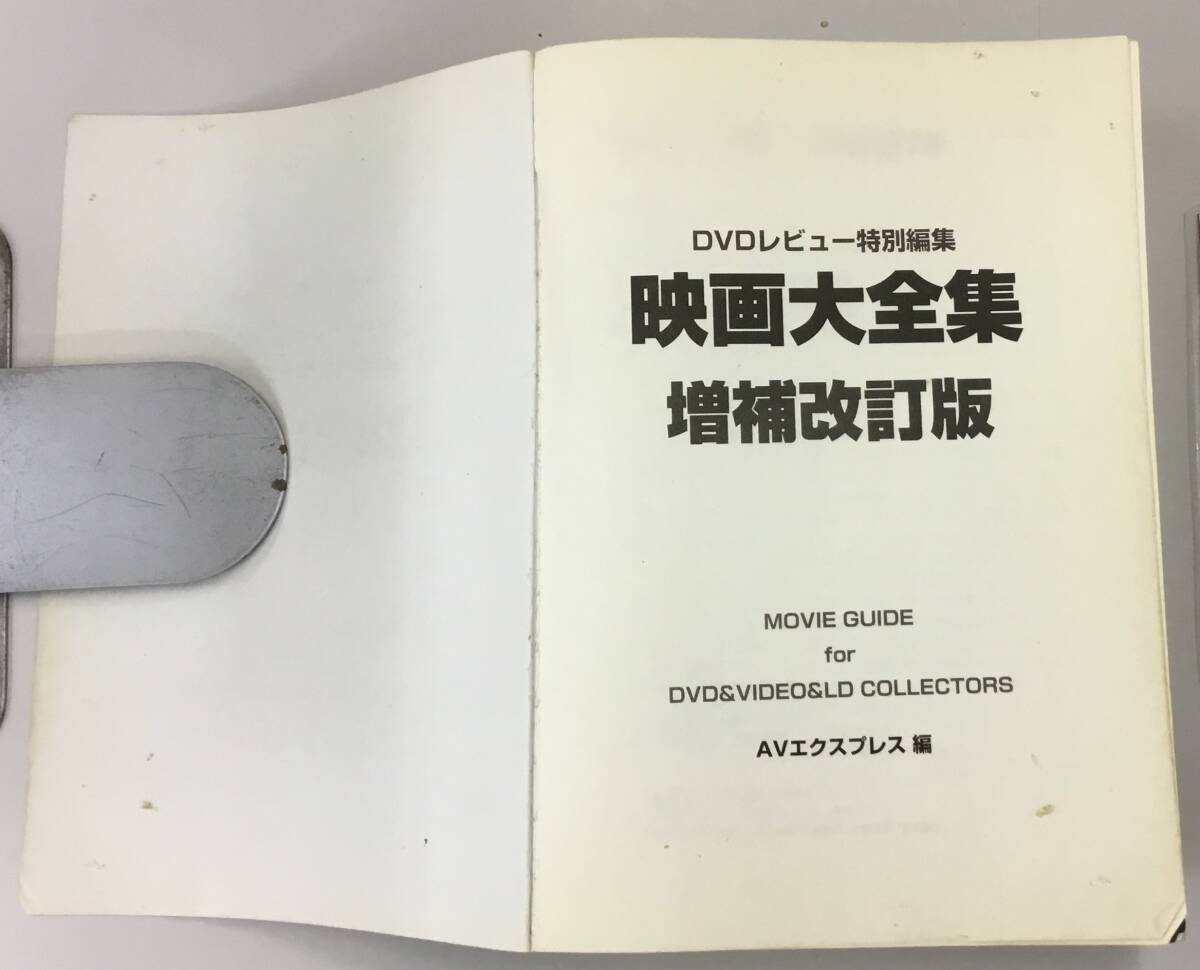 DVDレビュー特別編集
映画大全集
増補改訂版
MOVIE GUIDE
for
DVD&VIDEO&LD COLLECTORS
AVエクスプレス 編